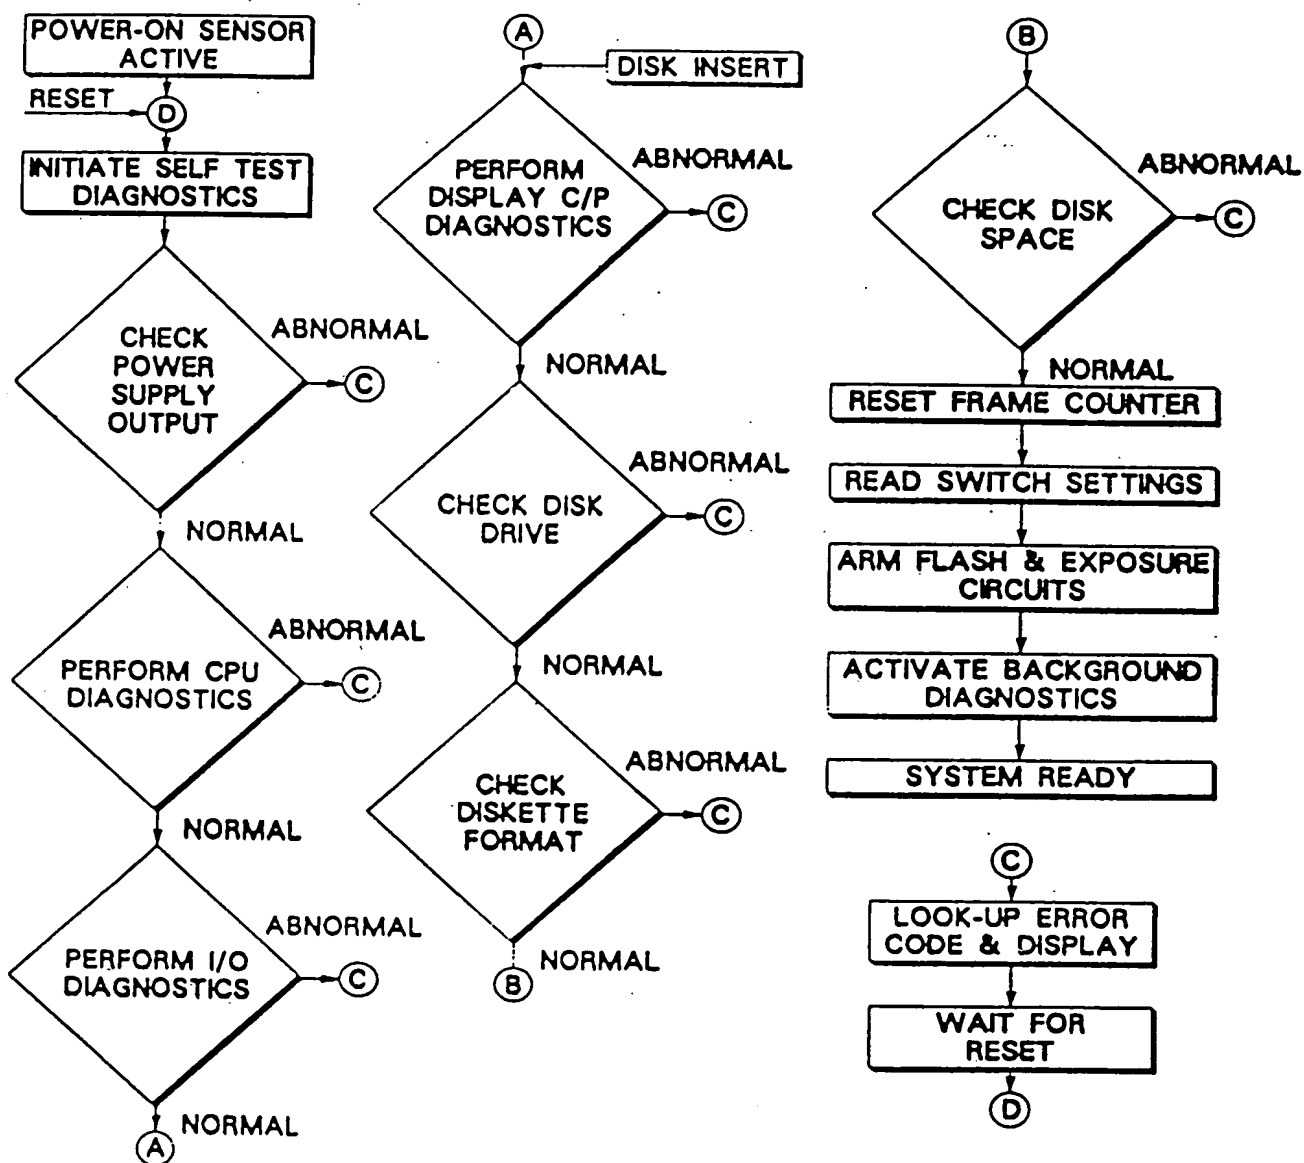 POWER-ON SENSOR
ACTIVE
RESET
D
INITIATE SELF TEST
DIAGNOSTICS
CHECK
POWER
SUPPLY
OUTPUT
ABNORMAL
C
NORMAL
PERFORM CPU
DIAGNOSTICS
ABNORMAL
C
NORMAL
PERFORM I/O
DIAGNOSTICS
ABNORMAL
C
NORMAL
A
A
DISK INSERT
PERFORM
DISPLAY C/P
DIAGNOSTICS
ABNORMAL
C
NORMAL
CHECK DISK
DRIVE
ABNORMAL
C
NORMAL
CHECK
DISKETTE
FORMAT
ABNORMAL
C
NORMAL
B
B
CHECK DISK
SPACE
ABNORMAL
C
NORMAL
RESET FRAME COUNTER
READ SWITCH SETTINGS
ARM FLASH & EXPOSURE
CIRCUITS
ACTIVATE BACKGROUND
DIAGNOSTICS
SYSTEM READY
C
LOOK-UP ERROR
CODE & DISPLAY
WAIT FOR
RESET
D